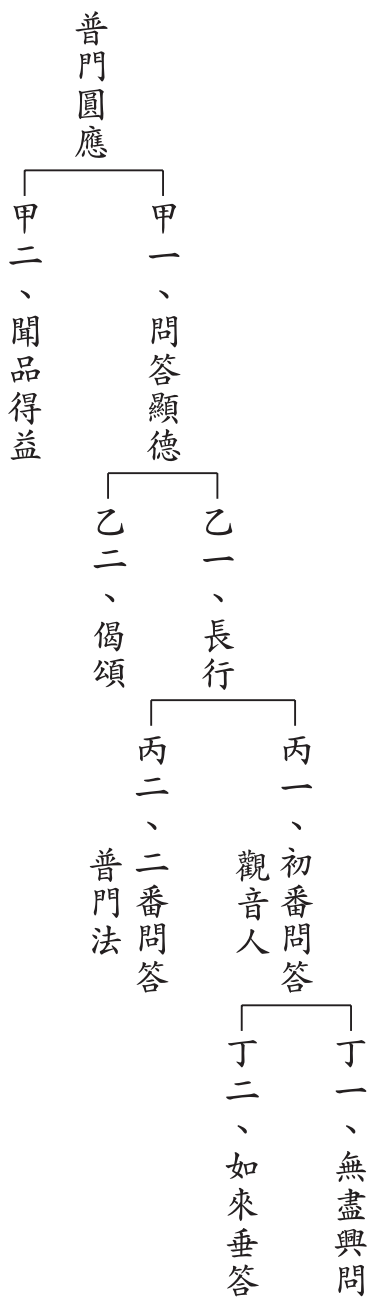 普門圓應
甲一、問答顯德
甲二、聞品得益
乙一、長行
乙二、偈頌
丙一、初番問答
觀音人
丙二、二番問答
普門法
丁一、無盡興問
丁二、如來垂答